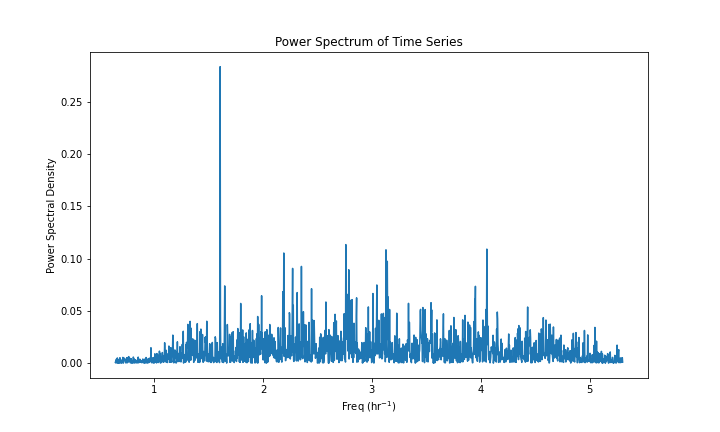 Power Spectrum of Time Series
Power Spectral Density
0.25
0.20
0.15
0.10
0.05
0.00
1 2 3 4 5
Freq (hr⁻¹)